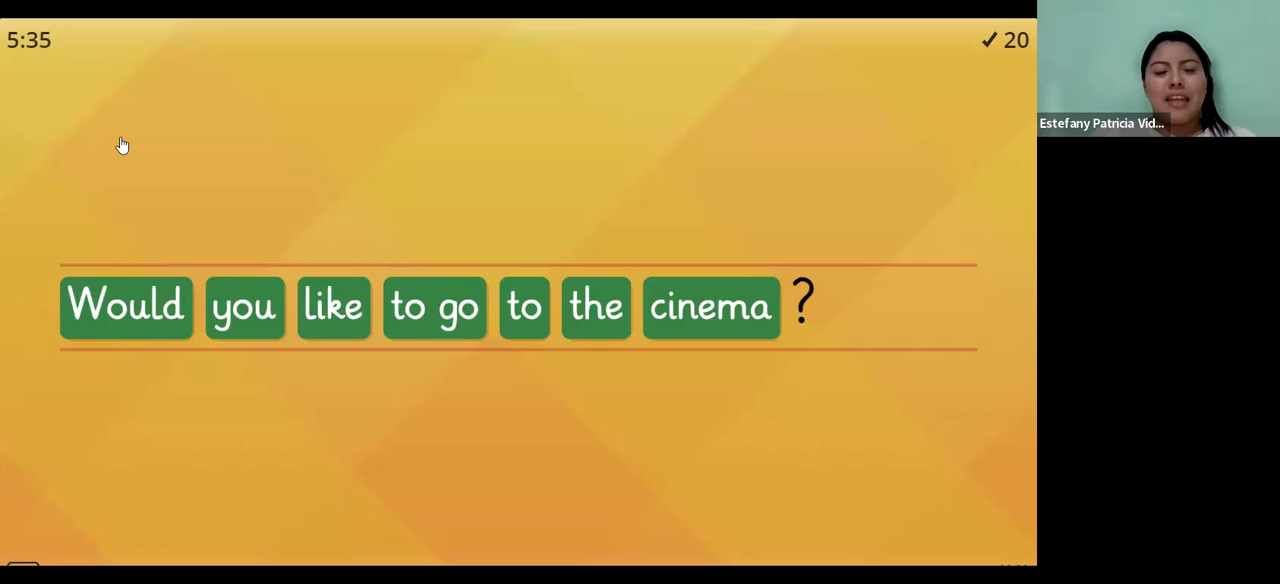 5:35
✓ 20
Estefany Patricia Vid...
Would you like to go to the cinema ?